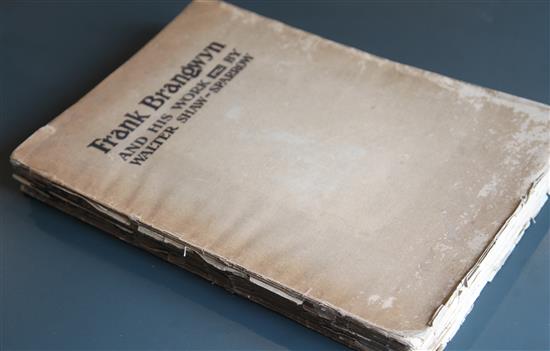 Frank Brangwyn
AND HIS WORK BY
WALTER SHAW-SPARROW